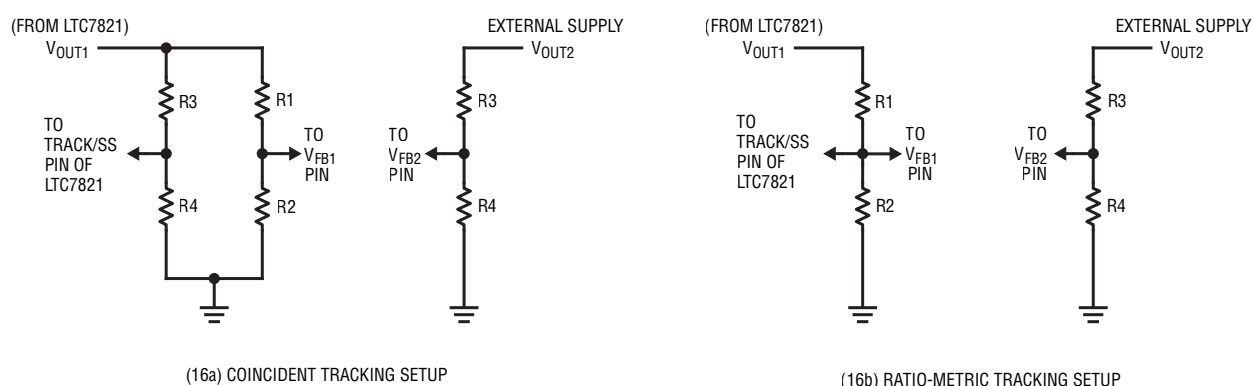 (FROM LTC7821)
VOUT1
R3
R1
TO
TRACK/SS
PIN OF
LTC7821
TO
VFB1
PIN
R4
R2
EXTERNAL SUPPLY
VOUT2
R3
TO
VFB2
PIN
R4
(16a) COINCIDENT TRACKING SETUP
(FROM LTC7821)
VOUT1
R1
TO
TRACK/SS
PIN OF
LTC7821
TO
VFB1
PIN
R2
EXTERNAL SUPPLY
VOUT2
R3
TO
VFB2
PIN
R4
(16b) RATIO-METRIC TRACKING SETUP